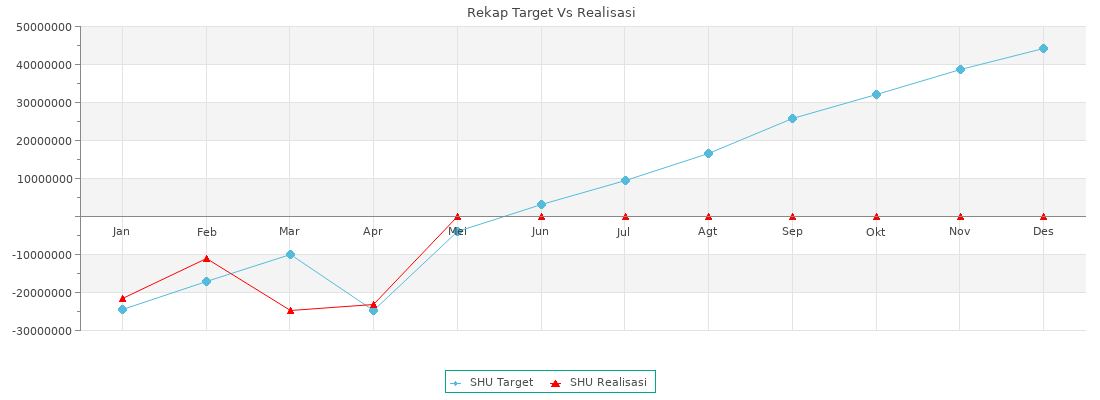 Rekap Target Vs Realisasi
50000000
40000000
30000000
20000000
10000000
-10000000
-20000000
-30000000
Jan Feb Mar Apr Mei Jun Jul Agt Sep Okt Nov Des
SHU Target SHU Realisasi